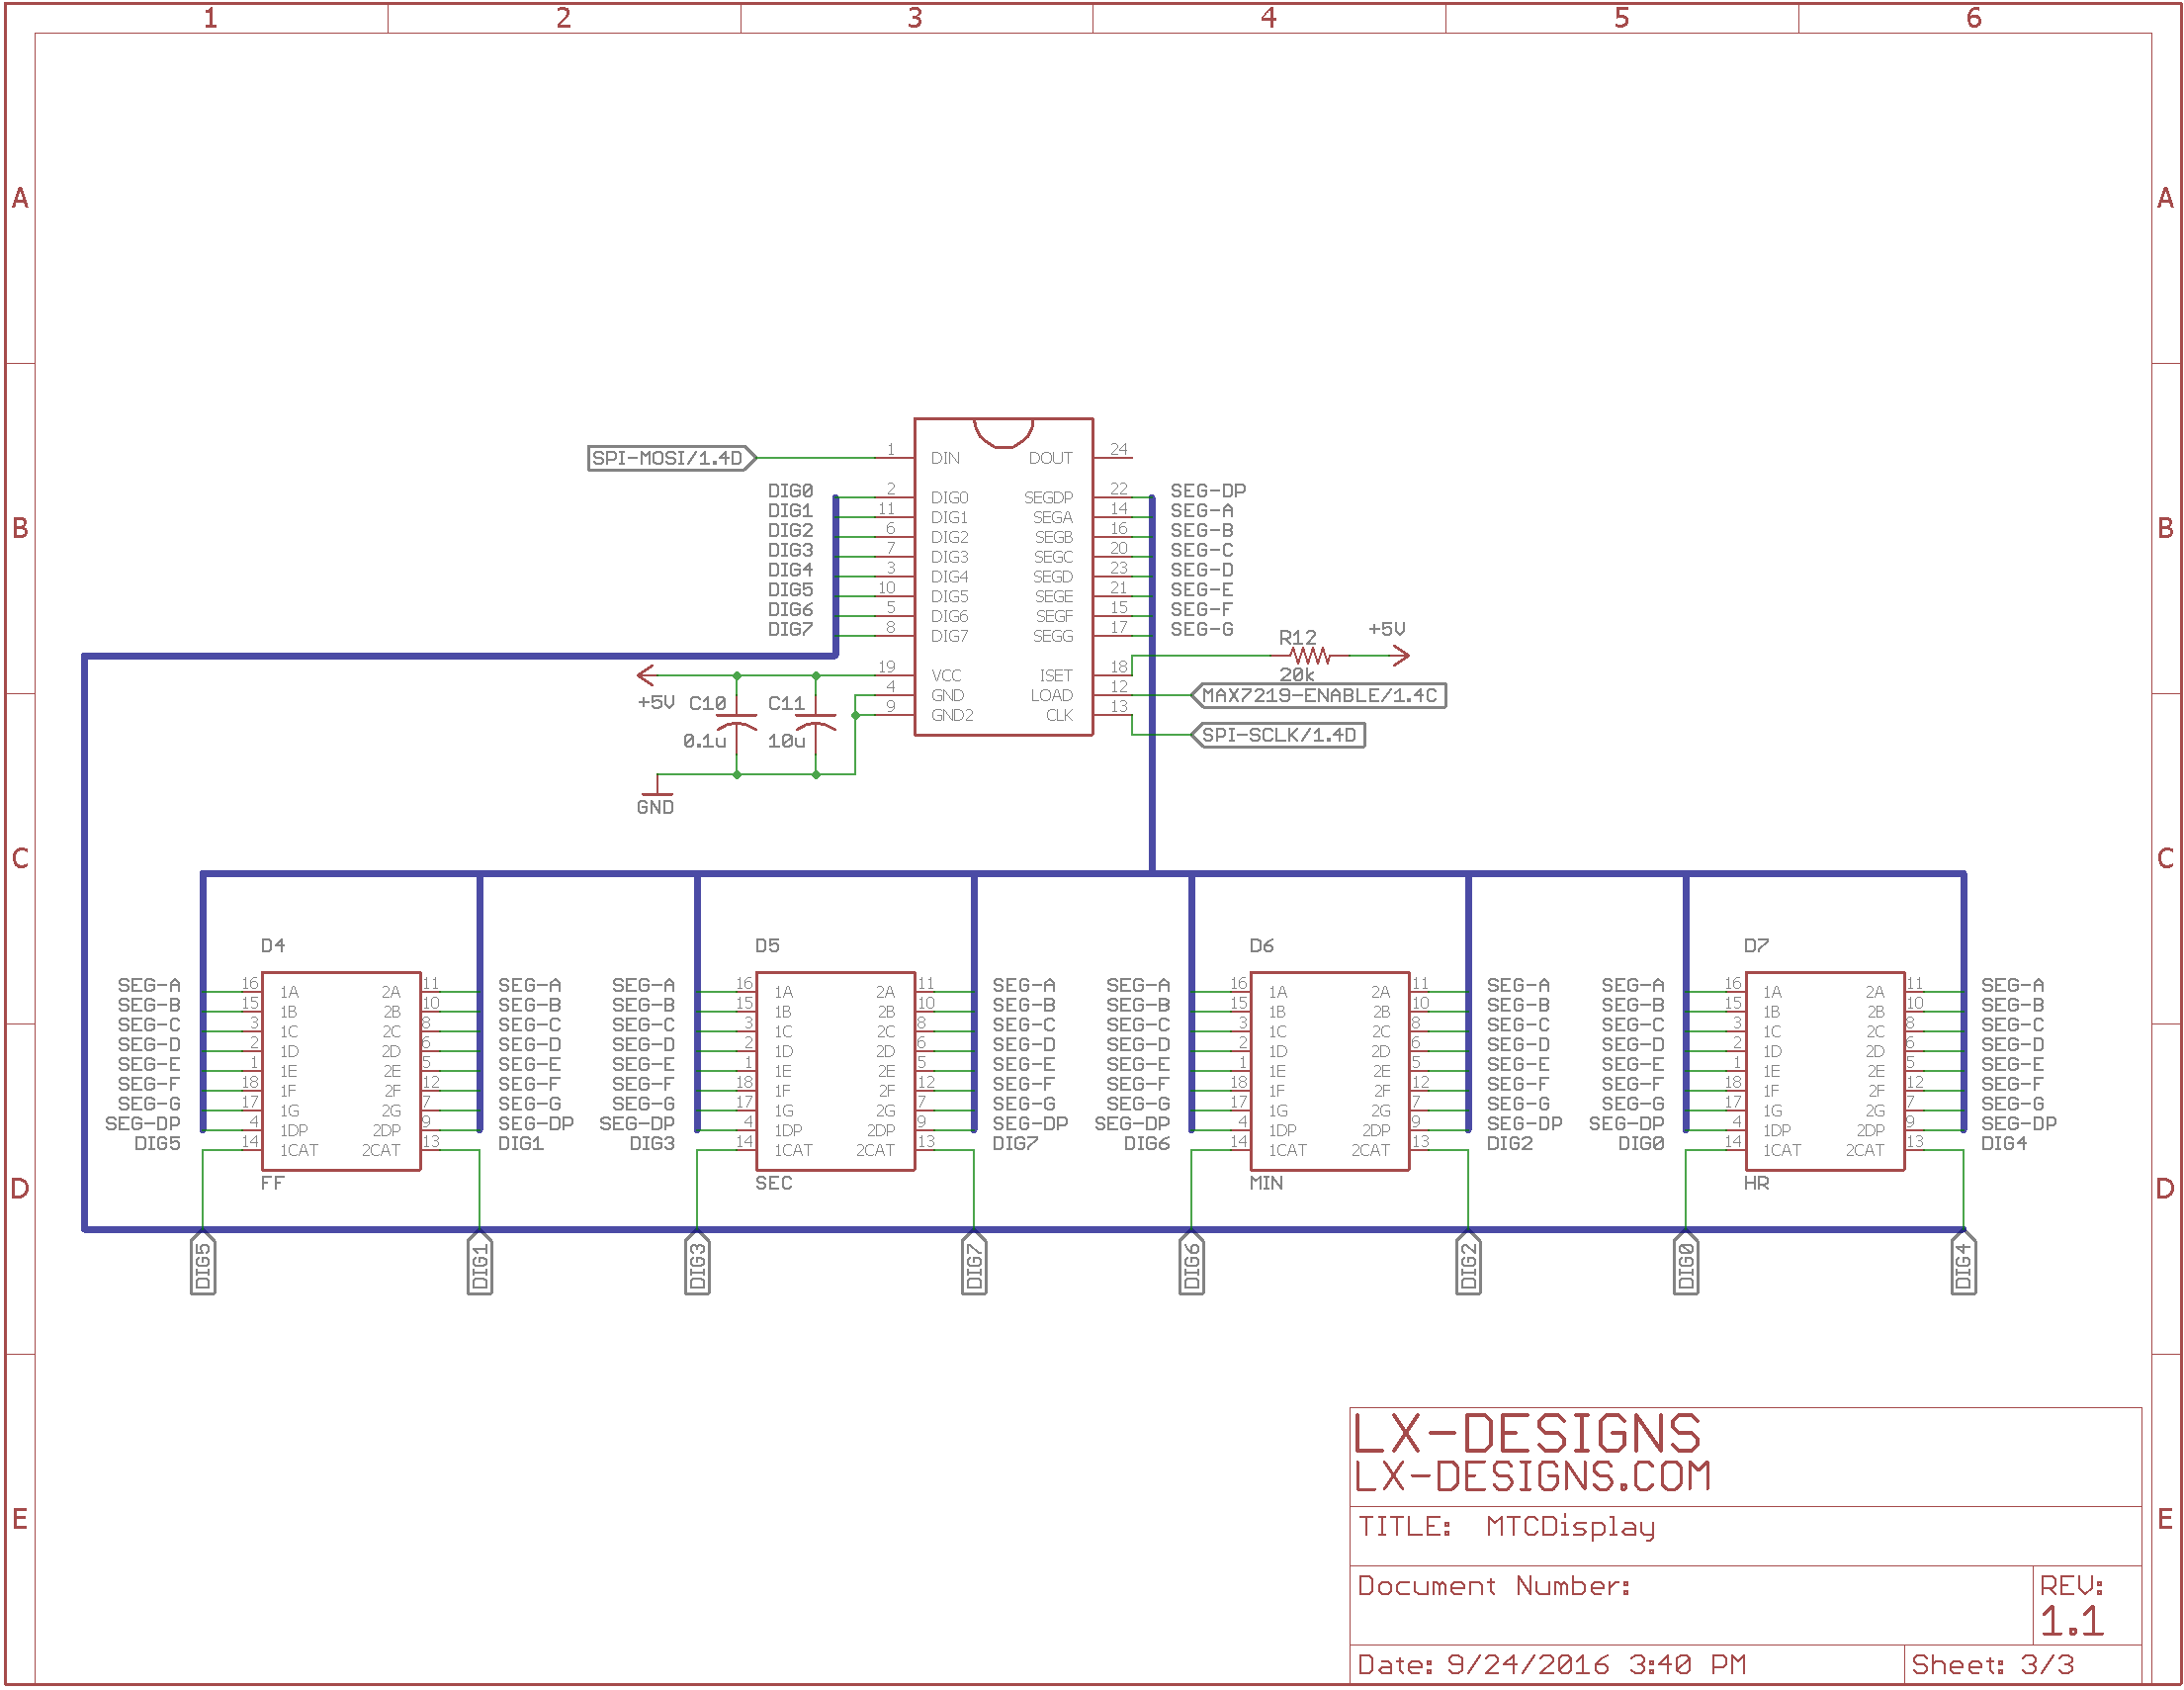 1 2 3 4 5 6
A A
B B
C C
D D
E E
SPI-MOSI/1.4D
1 DIN DOUT 24
DIG0 2 DIG0 SEGDP 22 SEG-DP
DIG1 11 DIG1 SEGA 14 SEG-A
DIG2 6 DIG2 SEGB 16 SEG-B
DIG3 7 DIG3 SEGC 20 SEG-C
DIG4 3 DIG4 SEGD 23 SEG-D
DIG5 10 DIG5 SEGE 21 SEG-E
DIG6 5 DIG6 SEGF 15 SEG-F
DIG7 8 DIG7 SEGG 17 SEG-G
R12 +5V
20k
19 VCC ISET 18
4 GND LOAD 12 MAX7219-ENABLE/1.4C
9 GND2 CLK 13
SPI-SCLK/1.4D
+5V C10 C11
0.1u 10u
GND
D4
SEG-A 16 1A 2A 11 SEG-A
SEG-B 15 1B 2B 10 SEG-B
SEG-C 3 1C 2C 8 SEG-C
SEG-D 2 1D 2D 6 SEG-D
SEG-E 1 1E 2E 5 SEG-E
SEG-F 18 1F 2F 12 SEG-F
SEG-G 17 1G 2G 7 SEG-G
SEG-DP 4 1DP 2DP 9 SEG-DP
DIG5 14 1CAT 2CAT 13 DIG1
FF
D5
SEG-A 16 1A 2A 11 SEG-A
SEG-B 15 1B 2B 10 SEG-B
SEG-C 3 1C 2C 8 SEG-C
SEG-D 2 1D 2D 6 SEG-D
SEG-E 1 1E 2E 5 SEG-E
SEG-F 18 1F 2F 12 SEG-F
SEG-G 17 1G 2G 7 SEG-G
SEG-DP 4 1DP 2DP 9 SEG-DP
DIG3 14 1CAT 2CAT 13 DIG7
SEC
D6
SEG-A 16 1A 2A 11 SEG-A
SEG-B 15 1B 2B 10 SEG-B
SEG-C 3 1C 2C 8 SEG-C
SEG-D 2 1D 2D 6 SEG-D
SEG-E 1 1E 2E 5 SEG-E
SEG-F 18 1F 2F 12 SEG-F
SEG-G 17 1G 2G 7 SEG-G
SEG-DP 4 1DP 2DP 9 SEG-DP
DIG6 14 1CAT 2CAT 13 DIG2
MIN
D7
SEG-A 16 1A 2A 11 SEG-A
SEG-B 15 1B 2B 10 SEG-B
SEG-C 3 1C 2C 8 SEG-C
SEG-D 2 1D 2D 6 SEG-D
SEG-E 1 1E 2E 5 SEG-E
SEG-F 18 1F 2F 12 SEG-F
SEG-G 17 1G 2G 7 SEG-G
SEG-DP 4 1DP 2DP 9 SEG-DP
DIG0 14 1CAT 2CAT 13 DIG4
HR
DIG5 DIG1 DIG3 DIG7 DIG6 DIG2 DIG0 DIG4
LX-DESIGNS
LX-DESIGNS.COM
TITLE: MTCDisplay
Document Number:
REV:
1.1
Date: 9/24/2016 3:40 PM
Sheet: 3/3
1 2 3 4 5 6